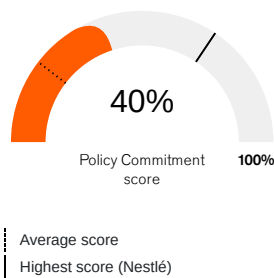 40%
Policy Commitment
score
100%
Average score
Highest score (Nestlé)